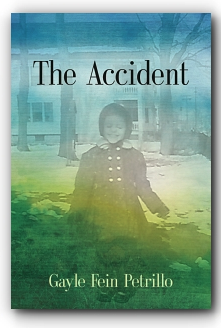 The Accident
Gayle Fein Petrillo